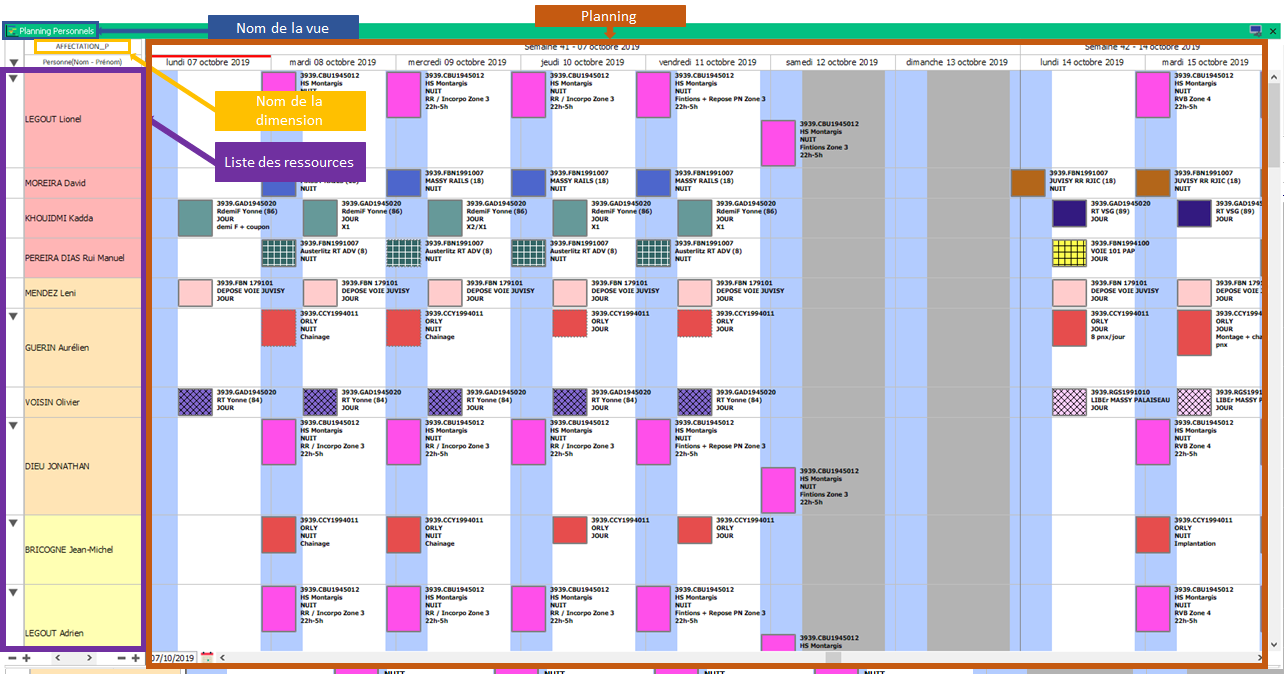 Planning
Planning Personnels
Nom de la vue
AFFECTATION_P
Semaine 41 - 07 octobre 2019
Semaine 42 - 14 octobre 2019
Personne(Nom - Prénom)
lundi 07 octobre 2019
mardi 08 octobre 2019
mercredi 09 octobre 2019
jeudi 10 octobre 2019
vendredi 11 octobre 2019
samedi 12 octobre 2019
dimanche 13 octobre 2019
lundi 14 octobre 2019
mardi 15 octobre 2019
Nom de la
dimension
Liste des ressources
LEGOUT Lionel
3939.CBU1945012
HS Montargis
NUIT
RR / Incorpo Zone 3
22h-5h
3939.CBU1945012
HS Montargis
NUIT
RR / Incorpo Zone 3
22h-5h
3939.CBU1945012
HS Montargis
NUIT
RR / Incorpo Zone 3
22h-5h
3939.CBU1945012
HS Montargis
NUIT
Fintions + Repose PN Zone 3
22h-5h
3939.CBU1945012
HS Montargis
NUIT
Fintions Zone 3
22h-5h
3939.CBU1945012
HS Montargis
NUIT
RVB Zone 4
22h-5h
MOREIRA David
NUIT
3939.FBN1991007
MASSY RAILS (18)
NUIT
3939.FBN1991007
MASSY RAILS (18)
NUIT
3939.FBN1991007
MASSY RAILS (18)
NUIT
3939.FBN1991007
JUVISY RR RJIC (18)
NUIT
3939.FBN1991007
JUVISY RR RJIC (18)
NUIT
KHOUIDMI Kadda
3939.GAD1945020
RdemiF Yonne (86)
JOUR
demi F + coupon
3939.GAD1945020
RdemiF Yonne (86)
JOUR
X1
3939.GAD1945020
RdemiF Yonne (86)
JOUR
X2/X1
3939.GAD1945020
RdemiF Yonne (86)
JOUR
X1
3939.GAD1945020
RdemiF Yonne (86)
JOUR
X1
3939.GAD1945020
RT VSG (89)
JOUR
3939.GAD1945
RT VSG (89)
JOUR
PEREIRA DIAS Rui Manuel
3939.FBN1991007
Austerlitz RT ADV (8)
NUIT
3939.FBN1991007
Austerlitz RT ADV (8)
NUIT
3939.FBN1991007
Austerlitz RT ADV (8)
NUIT
3939.FBN1991007
Austerlitz RT ADV (8)
NUIT
3939.FBN1994100
VOIE 101 PAP
JOUR
MENDEZ Leni
3939.FBN 179101
DEPOSE VOIE JUVISY
JOUR
3939.FBN 179101
DEPOSE VOIE JUVISY
JOUR
3939.FBN 179101
DEPOSE VOIE JUVISY
JOUR
3939.FBN 179101
DEPOSE VOIE JUVISY
JOUR
3939.FBN 179101
DEPOSE VOIE JUVISY
JOUR
3939.FBN 179101
DEPOSE VOIE JUVISY
JOUR
3939.FBN 1791
DEPOSE VOIE
JOUR
GUERIN Aurélien
3939.CCY1994011
ORLY
NUIT
Chainage
3939.CCY1994011
ORLY
NUIT
Chainage
3939.CCY1994011
ORLY
JOUR
3939.CCY1994011
ORLY
JOUR
3939.CCY1994011
ORLY
JOUR
8 pnx/jour
3939.CCY1994
ORLY
JOUR
Montage + cha
pnx
VOISIN Olivier
3939.GAD1945020
RT Yonne (84)
JOUR
3939.GAD1945020
RT Yonne (84)
JOUR
3939.GAD1945020
RT Yonne (84)
JOUR
3939.GAD1945020
RT Yonne (84)
JOUR
3939.GAD1945020
RT Yonne (84)
JOUR
3939.RGS1991010
LIBEr MASSY PALAISEAU
JOUR
3939.RGS1991
LIBEr MASSY P
JOUR
DIEU JONATHAN
3939.CBU1945012
HS Montargis
NUIT
RR / Incorpo Zone 3
22h-5h
3939.CBU1945012
HS Montargis
NUIT
RR / Incorpo Zone 3
22h-5h
3939.CBU1945012
HS Montargis
NUIT
RR / Incorpo Zone 3
22h-5h
3939.CBU1945012
HS Montargis
NUIT
Fintions + Repose PN Zone 3
22h-5h
3939.CBU1945012
HS Montargis
NUIT
Fintions Zone 3
22h-5h
3939.CBU1945012
HS Montargis
NUIT
RVB Zone 4
22h-5h
BRICOGNE Jean-Michel
3939.CCY1994011
ORLY
NUIT
Chainage
3939.CCY1994011
ORLY
NUIT
Chainage
3939.CCY1994011
ORLY
JOUR
3939.CCY1994011
ORLY
JOUR
3939.CCY1994011
ORLY
NUIT
Implantation
LEGOUT Adrien
3939.CBU1945012
HS Montargis
NUIT
RR / Incorpo Zone 3
22h-5h
3939.CBU1945012
HS Montargis
NUIT
RR / Incorpo Zone 3
22h-5h
3939.CBU1945012
HS Montargis
NUIT
RR / Incorpo Zone 3
22h-5h
3939.CBU1945012
HS Montargis
NUIT
Fintions + Repose PN Zone 3
22h-5h
3939.CBU1945012
HS Montargis
3939.CBU1945012
HS Montargis
NUIT
RVB Zone 4
22h-5h
07/10/2019
NUIT
NUIT
NUIT
NUIT